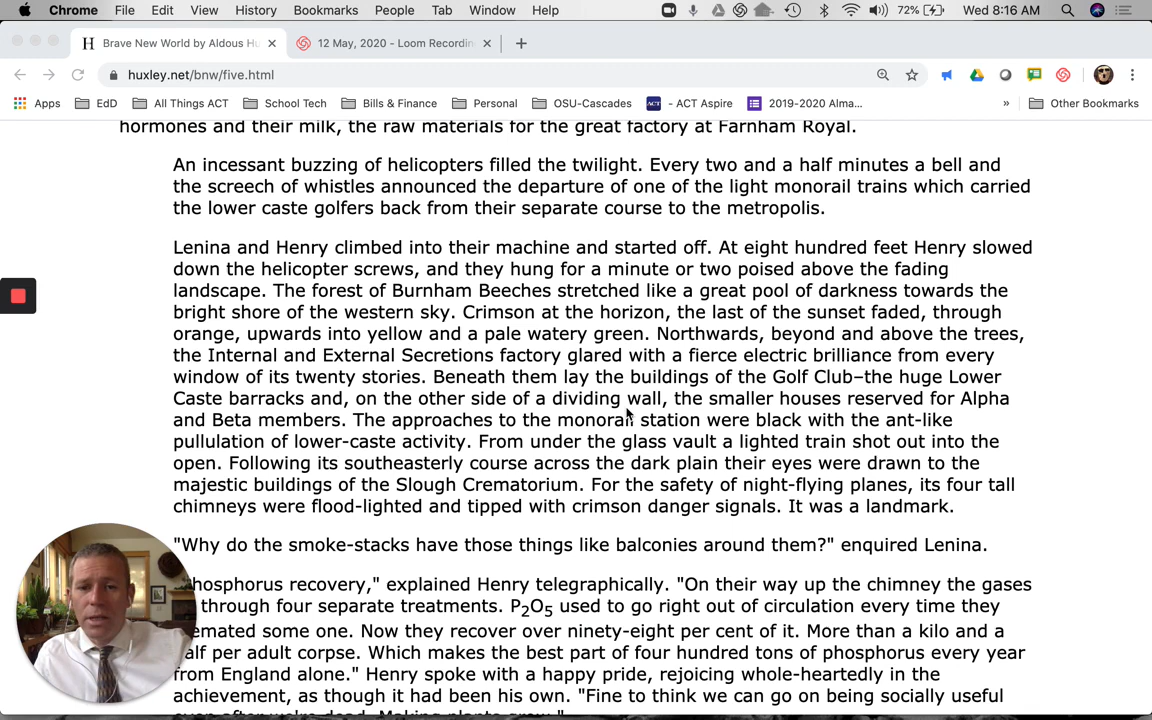 Chrome File Edit View History Bookmarks People Tab Window Help 72% Wed 8:16 AM
H Brave New World by Aldous Hu 12 May, 2020 - Loom Recordin
huxley.net/bnw/five.html
Apps EdD All Things ACT School Tech Bills & Finance Personal OSU-Cascades ACT - ACT Aspire 2019-2020 Alma... » Other Bookmarks
hormones and their milk, the raw materials for the great factory at Farnham Royal.
An incessant buzzing of helicopters filled the twilight. Every two and a half minutes a bell and
the screech of whistles announced the departure of one of the light monorail trains which carried
the lower caste golfers back from their separate course to the metropolis.
Lenina and Henry climbed into their machine and started off. At eight hundred feet Henry slowed
down the helicopter screws, and they hung for a minute or two poised above the fading
landscape. The forest of Burnham Beeches stretched like a great pool of darkness towards the
bright shore of the western sky. Crimson at the horizon, the last of the sunset faded, through
orange, upwards into yellow and a pale watery green. Northwards, beyond and above the trees,
the Internal and External Secretions factory glared with a fierce electric brilliance from every
window of its twenty stories. Beneath them lay the buildings of the Golf Club–the huge Lower
Caste barracks and, on the other side of a dividing wall, the smaller houses reserved for Alpha
and Beta members. The approaches to the monorail station were black with the ant-like
pullulation of lower-caste activity. From under the glass vault a lighted train shot out into the
open. Following its southeasterly course across the dark plain their eyes were drawn to the
majestic buildings of the Slough Crematorium. For the safety of night-flying planes, its four tall
chimneys were flood-lighted and tipped with crimson danger signals. It was a landmark.
"Why do the smoke-stacks have those things like balconies around them?" enquired Lenina.
hosphorus recovery," explained Henry telegraphically. "On their way up the chimney the gases
through four separate treatments. P₂O₅ used to go right out of circulation every time they
emated some one. Now they recover over ninety-eight per cent of it. More than a kilo and a
alf per adult corpse. Which makes the best part of four hundred tons of phosphorus every year
from England alone." Henry spoke with a happy pride, rejoicing whole-heartedly in the
achievement, as though it had been his own. "Fine to think we can go on being socially useful
even after we're dead. Making plants grow."